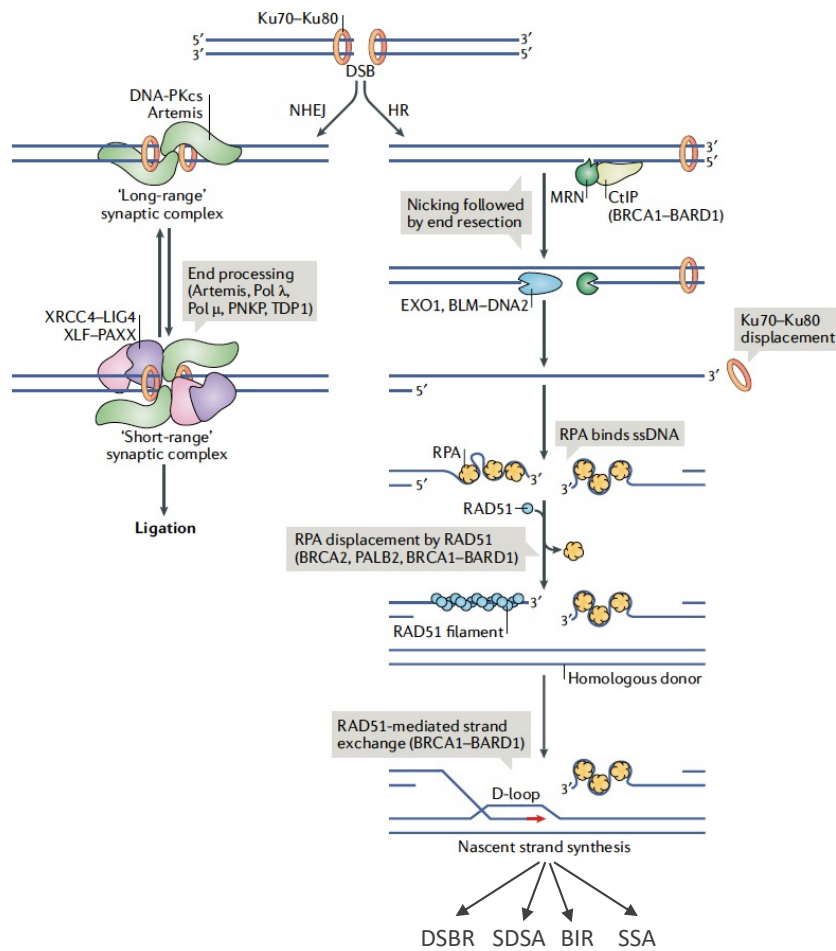 Ku70–Ku80
5′
3′
3′
5′
DSB
NHEJ
HR
DNA-PKcs
Artemis
‘Long-range’
synaptic complex
End processing
(Artemis, Pol λ,
Pol μ, PNKP, TDP1)
XRCC4–LIG4
XLF–PAXX
‘Short-range’
synaptic complex
Ligation
3′
5′
MRN
CtIP
(BRCA1–BARD1)
Nicking followed
by end resection
EXO1, BLM–DNA2
Ku70–Ku80
displacement
3′
5′
RPA binds ssDNA
RPA
3′
3′
5′
RAD51
RPA displacement by RAD51
(BRCA2, PALB2, BRCA1–BARD1)
3′
3′
RAD51 filament
Homologous donor
RAD51-mediated strand
exchange (BRCA1–BARD1)
3′
D-loop
Nascent strand synthesis
DSBR SDSA BIR SSA